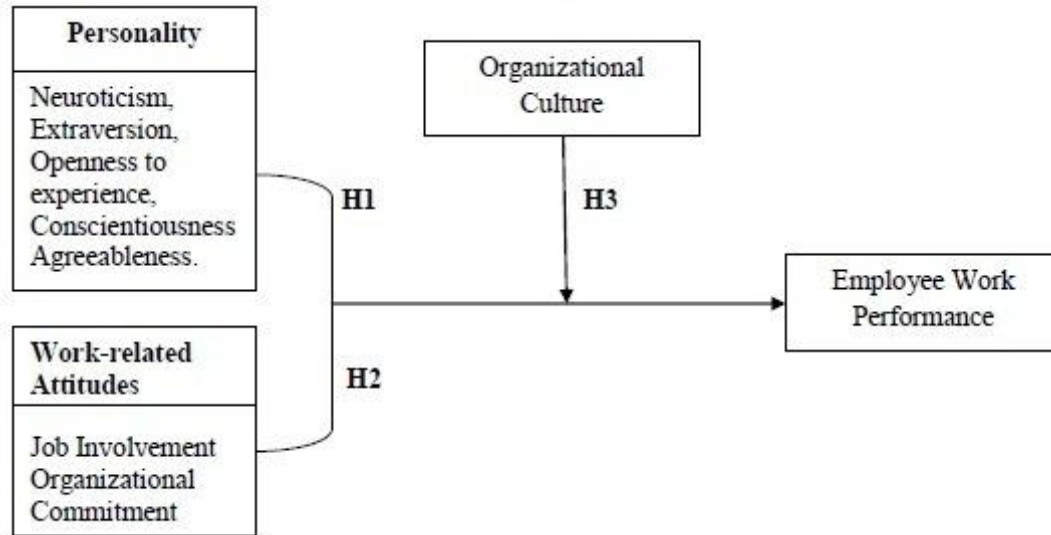 Personality
Neuroticism,
Extraversion,
Openness to
experience,
Conscientiousness
Agreeableness.
Organizational
Culture
H1
H3
Employee Work
Performance
Work-related
Attitudes
H2
Job Involvement
Organizational
Commitment